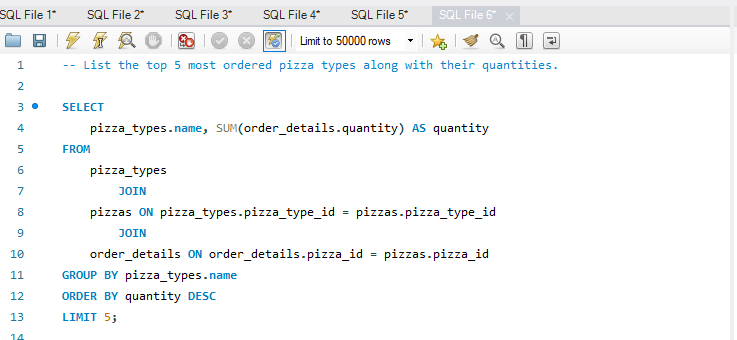 SQL File 1* SQL File 2* SQL File 3* SQL File 4* SQL File 5* SQL File 6*
Limit to 50000 rows
1 -- List the top 5 most ordered pizza types along with their quantities.
2
3 SELECT
4 pizza_types.name, SUM(order_details.quantity) AS quantity
5 FROM
6 pizza_types
7 JOIN
8 pizzas ON pizza_types.pizza_type_id = pizzas.pizza_type_id
9 JOIN
10 order_details ON order_details.pizza_id = pizzas.pizza_id
11 GROUP BY pizza_types.name
12 ORDER BY quantity DESC
13 LIMIT 5;
14